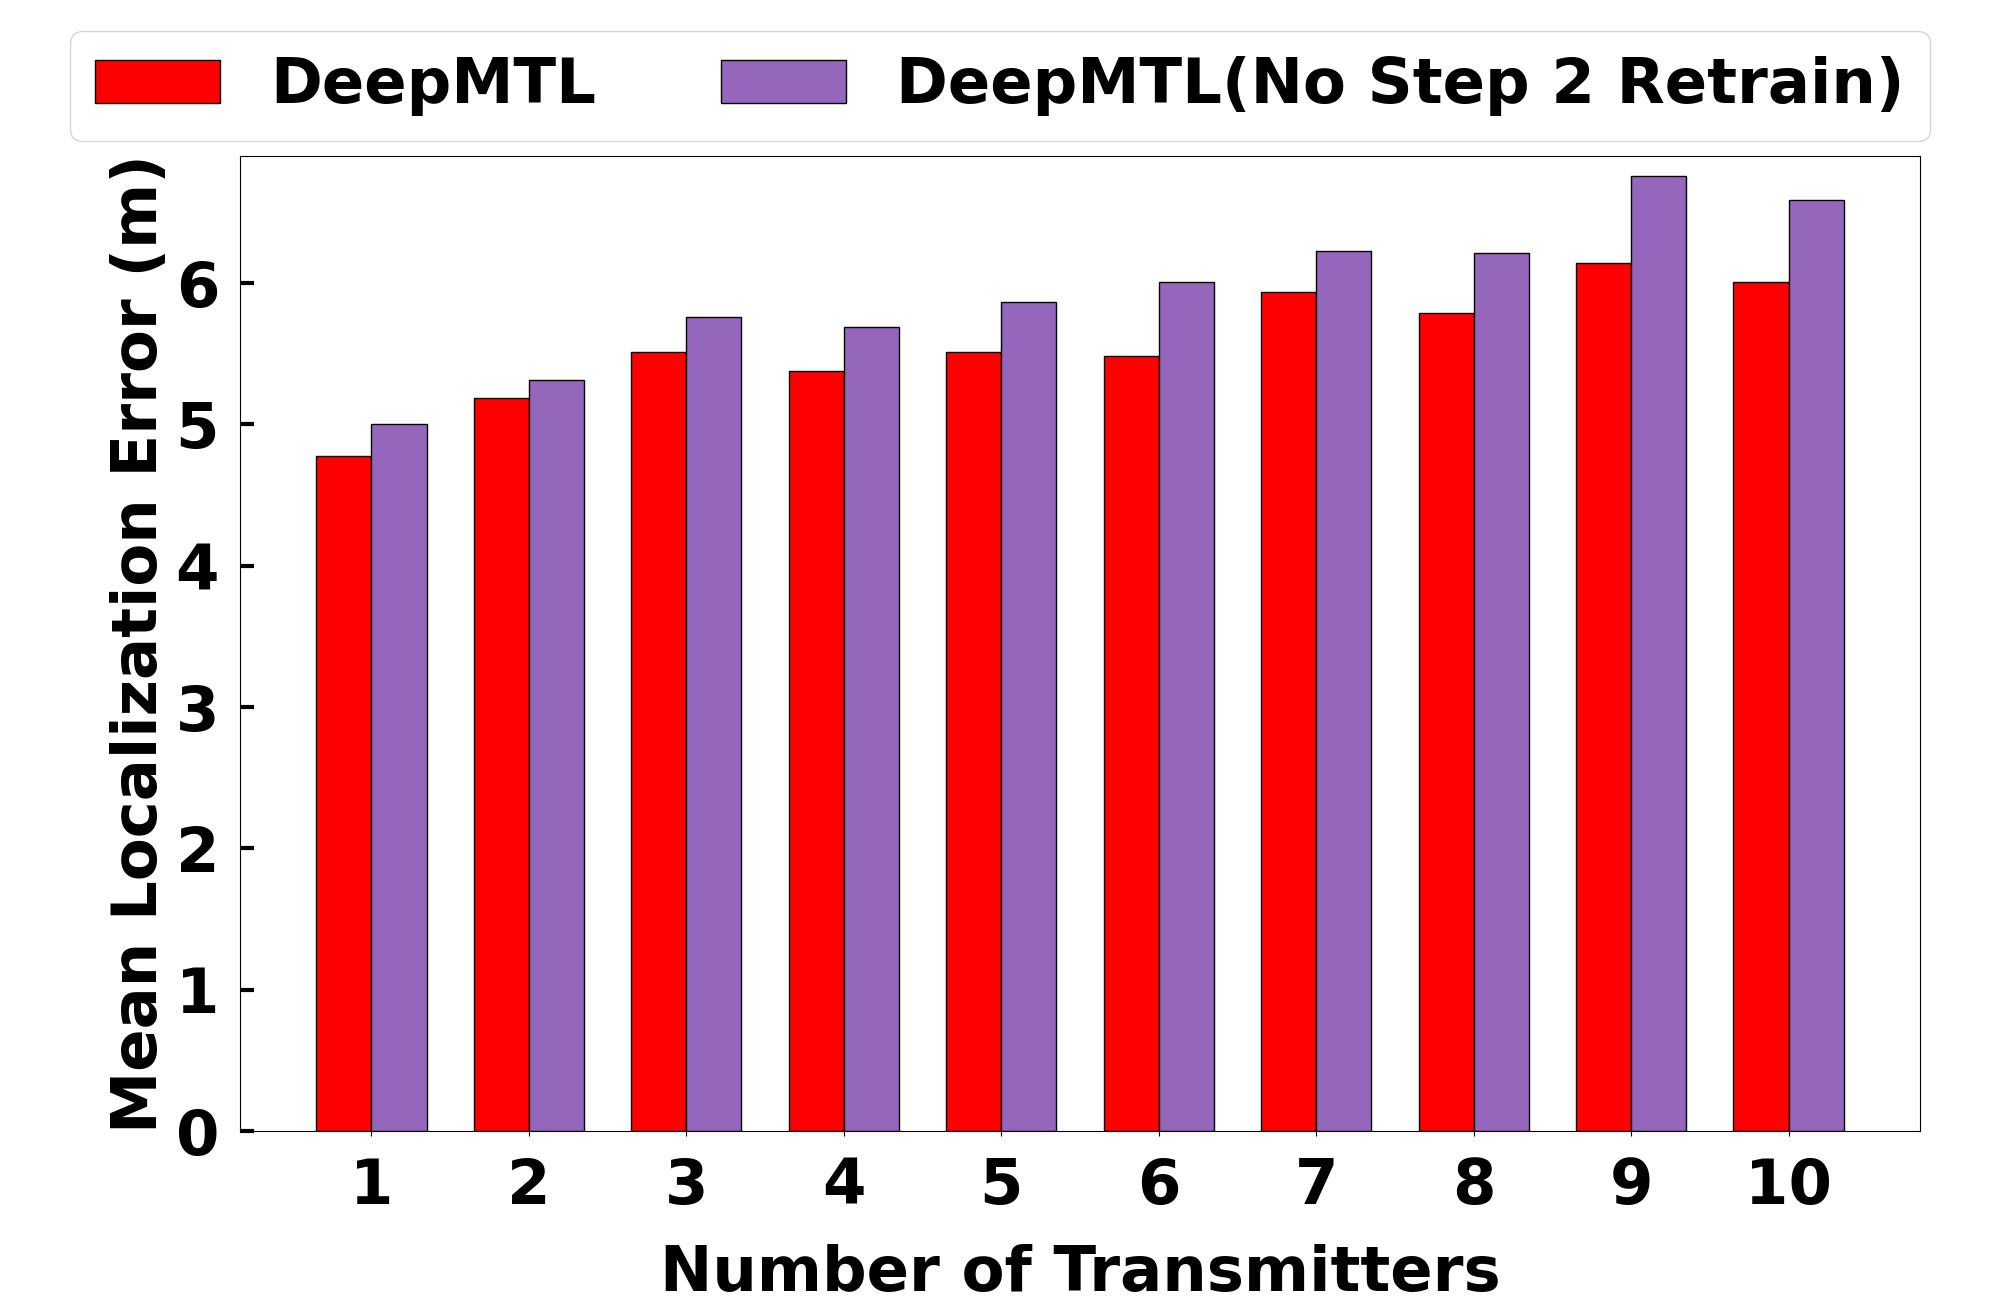 DeepMTL
DeepMTL(No Step 2 Retrain)
Mean Localization Error (m)
6
5
4
3
2
1
0
1 2 3 4 5 6 7 8 9 10
Number of Transmitters